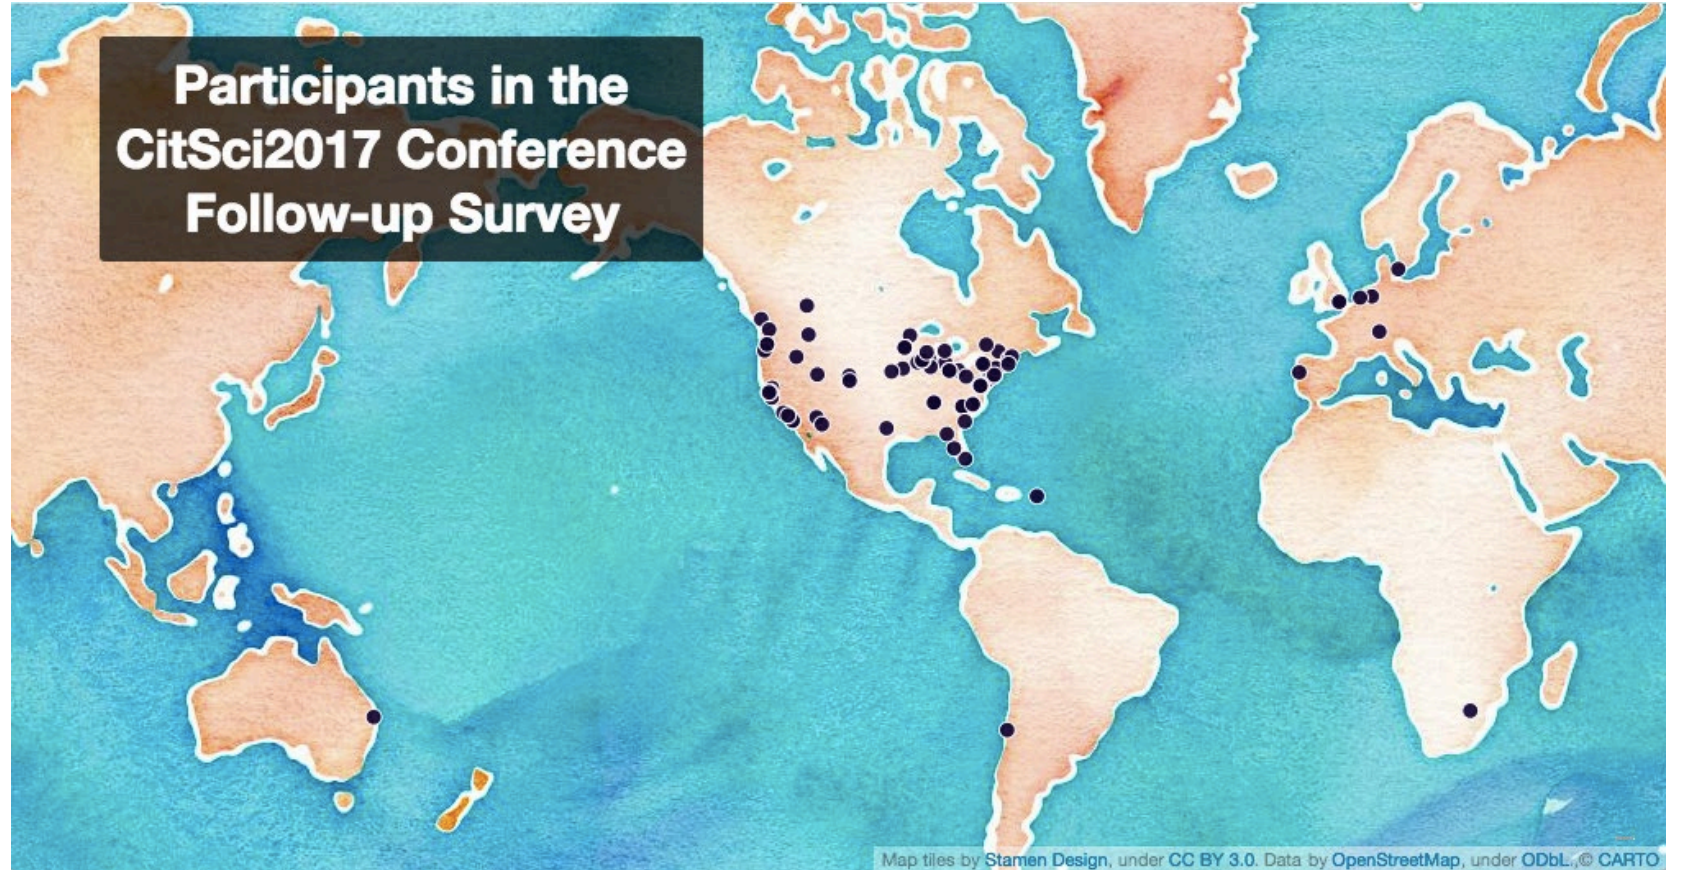 Participants in the
CitSci2017 Conference
Follow-up Survey
Map tiles by Stamen Design, under CC BY 3.0. Data by OpenStreetMap, under ODbL.,© CARTO